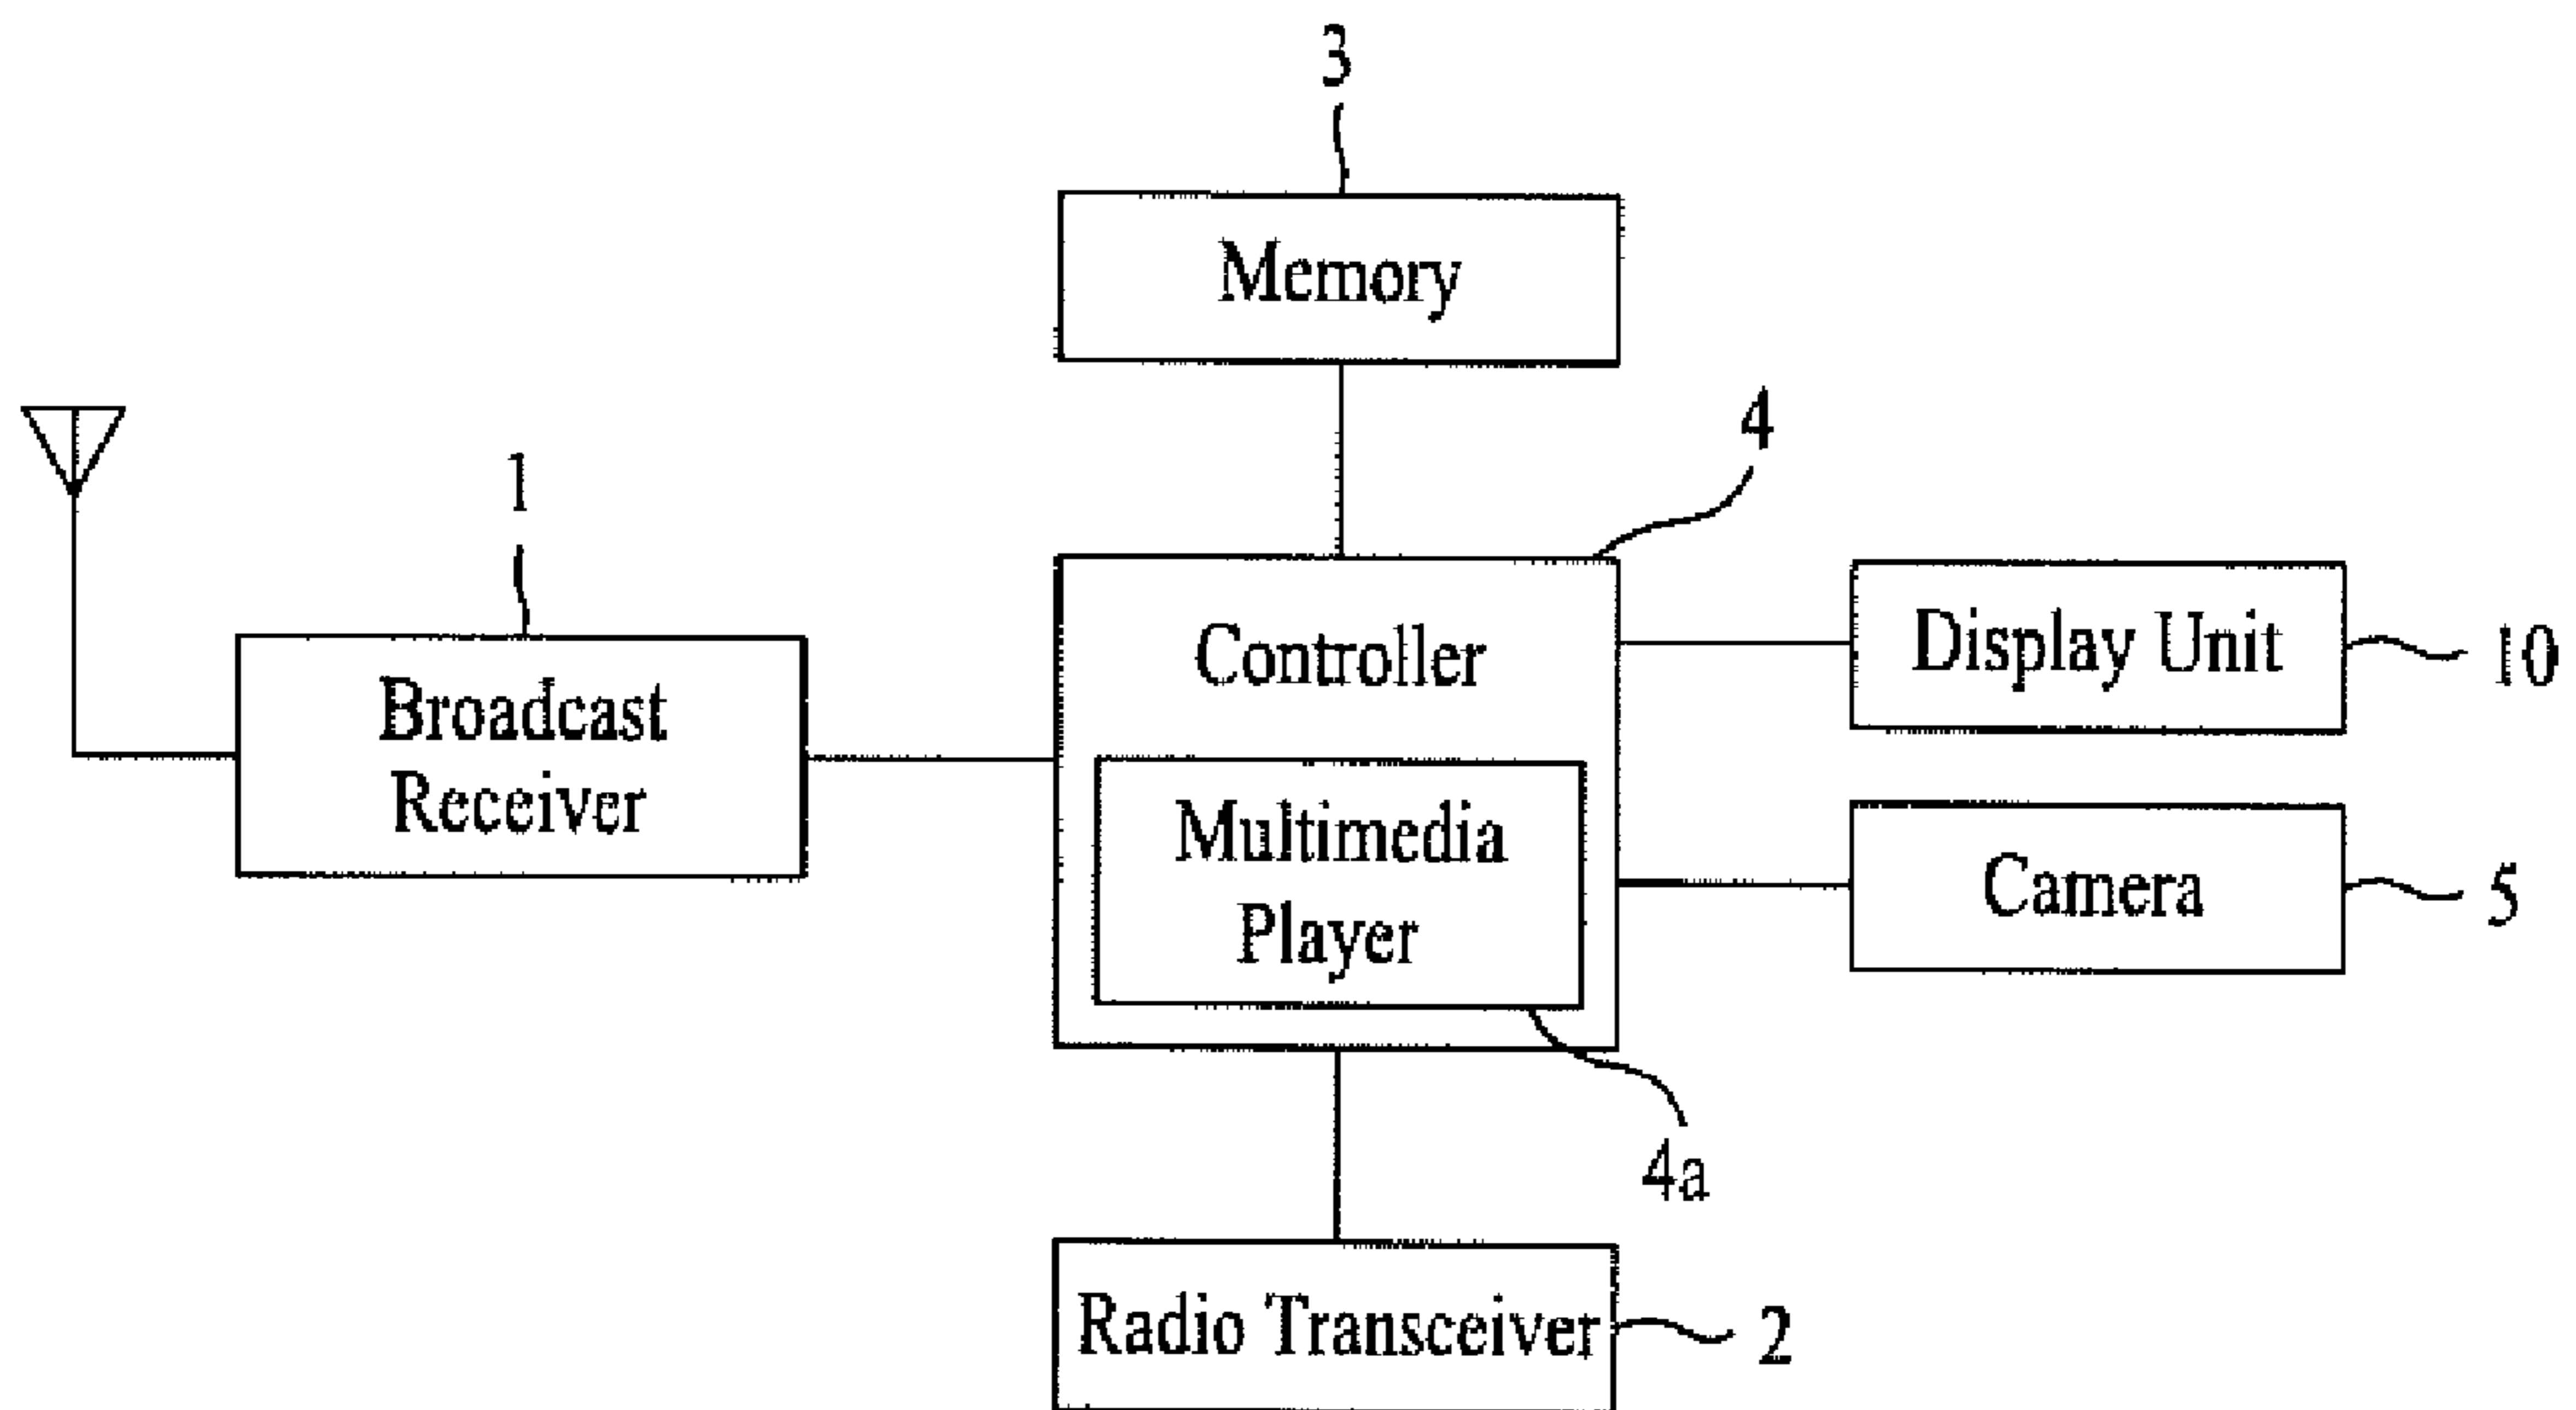 3
Memory
4
1
Controller
Display Unit
10
Broadcast
Receiver
Multimedia
Player
Camera
5
4a
Radio Transceiver
2